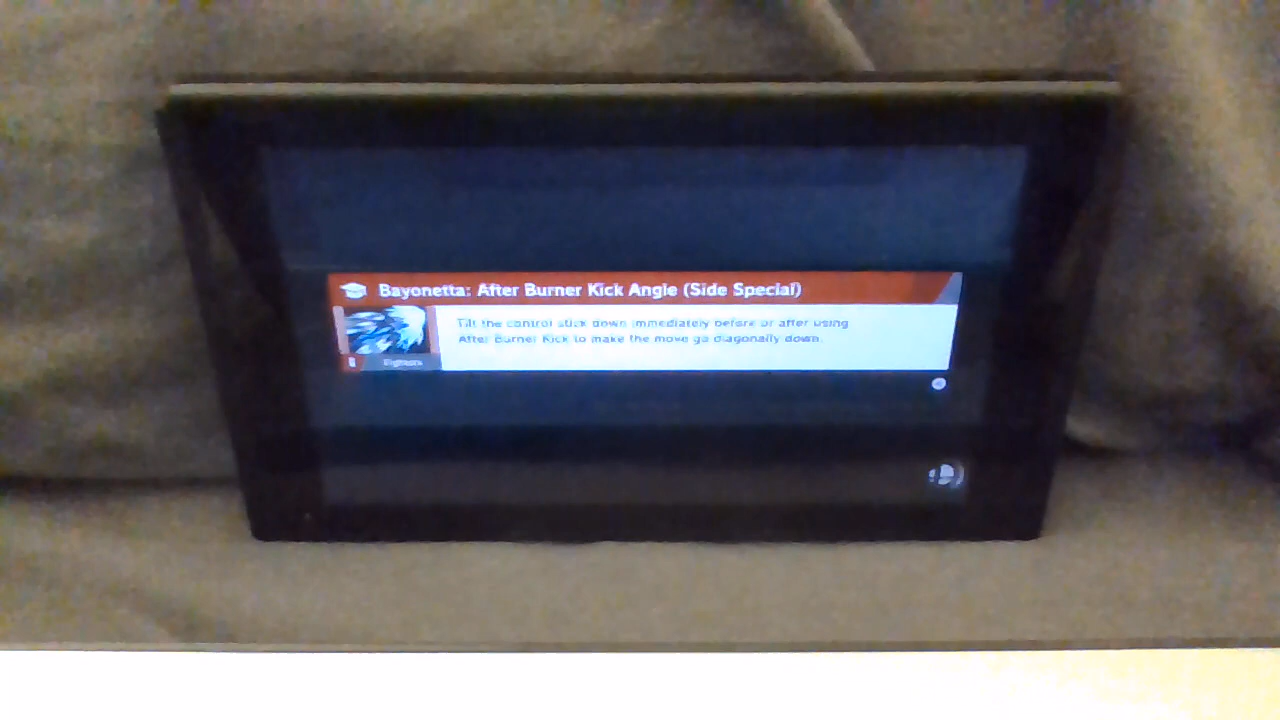 Bayonetta: After Burner Kick Angle (Side Special)
Tilt the control stick down immediately before or after using
After Burner Kick to make the move go diagonally down.